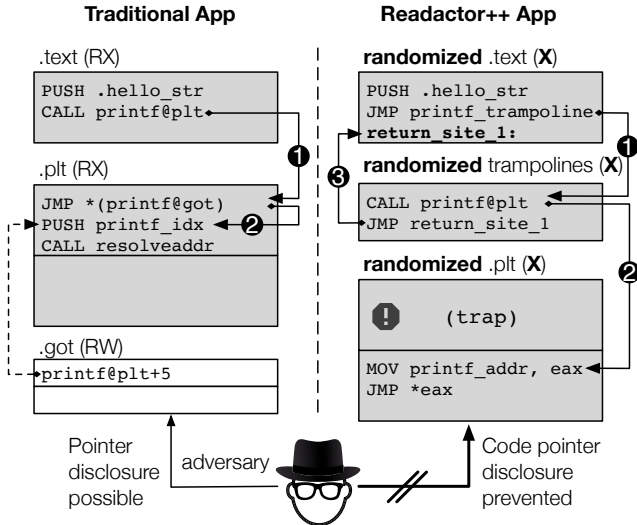 Traditional App
.text (RX)
PUSH .hello_str
CALL printf@plt
1
.plt (RX)
JMP *(printf@got)
PUSH printf_idx
2
CALL resolveaddr
.got (RW)
printf@plt+5
Pointer
disclosure
possible
adversary
Readactor++ App
randomized .text (X)
PUSH .hello_str
JMP printf_trampoline
return_site_1:
1
randomized trampolines (X)
3
CALL printf@plt
JMP return_site_1
2
randomized .plt (X)
! (trap)
MOV printf_addr, eax
JMP *eax
Code pointer
disclosure
prevented